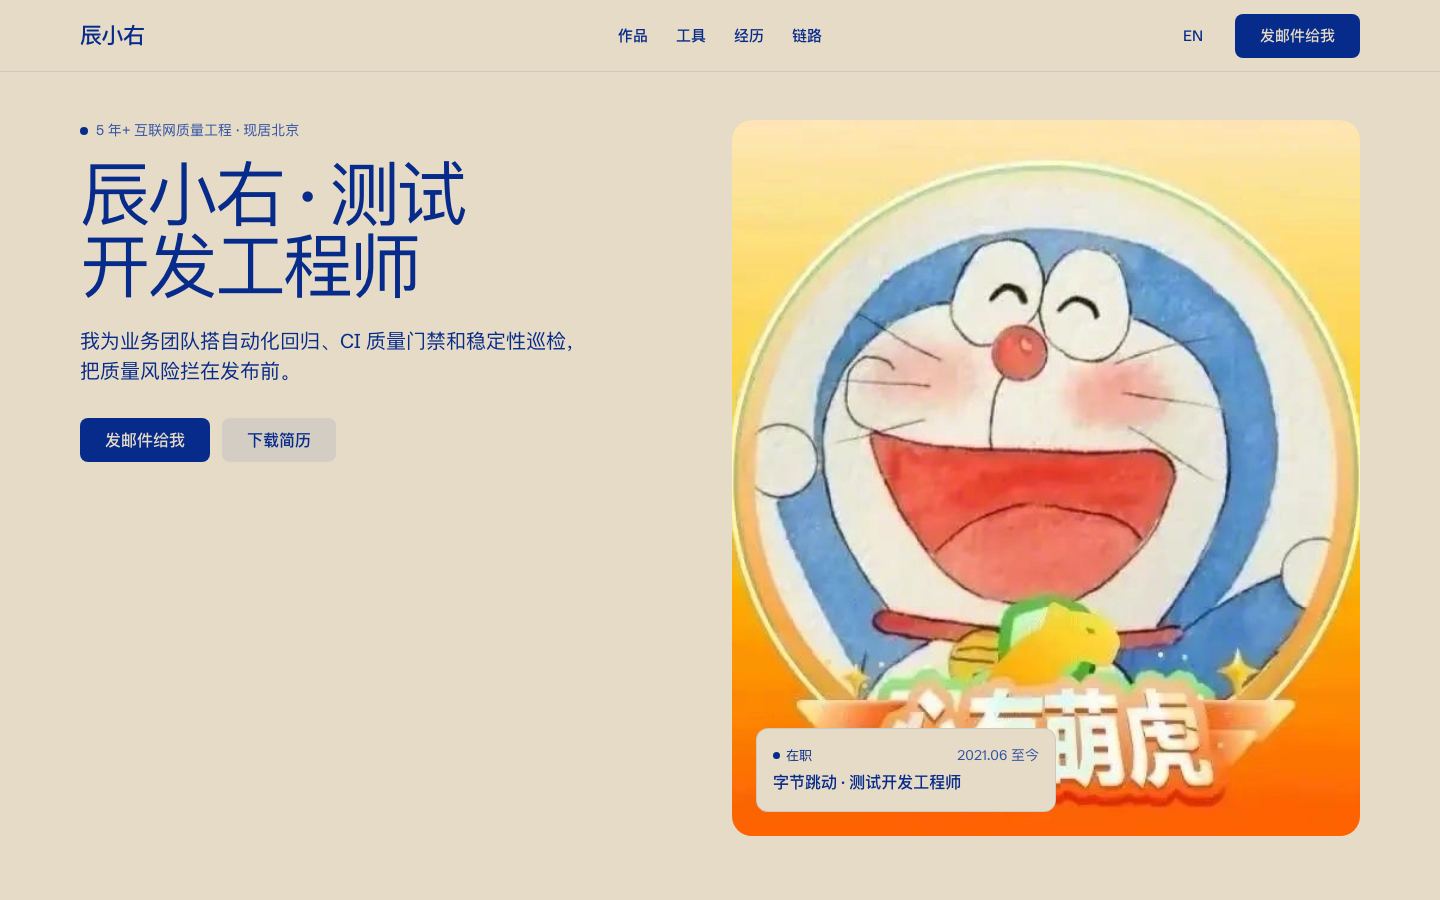 辰小右
作品
工具
经历
链路
EN
发邮件给我
5 年+ 互联网质量工程 · 现居北京
辰小右 · 测试
开发工程师
我为业务团队搭自动化回归、CI 质量门禁和稳定性巡检,
把质量风险拦在发布前。
发邮件给我
下载简历
心有萌虎
在职
2021.06 至今
字节跳动 · 测试开发工程师